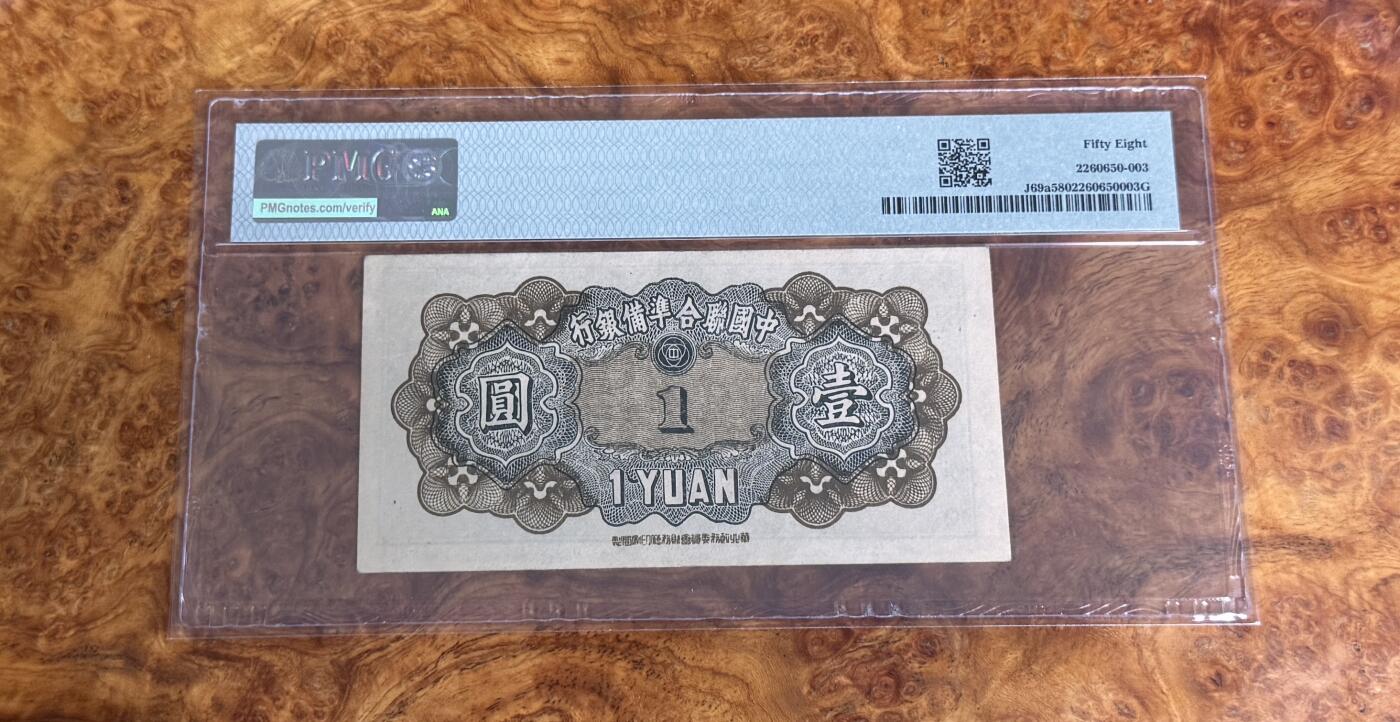 PMG
PMGnotes.com/verify
ANA
Fifty Eight
2260650-003
J69a5802260650003G
中國聯合準備銀行
圓
1
壹
1 YUAN